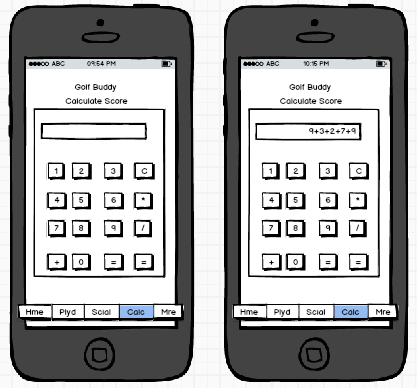 ●●●●○ ABC 09:54 PM
Golf Buddy
Calculate Score
1 2 3 C
4 5 6 *
7 8 9 /
+ 0 = =
Hme Plyd Scial Calc Mre
●●●●○ ABC 10:15 PM
Golf Buddy
Calculate Score
9+3+2+7+9
1 2 3 C
4 5 6 *
7 8 9 /
+ 0 = =
Hme Plyd Scial Calc Mre